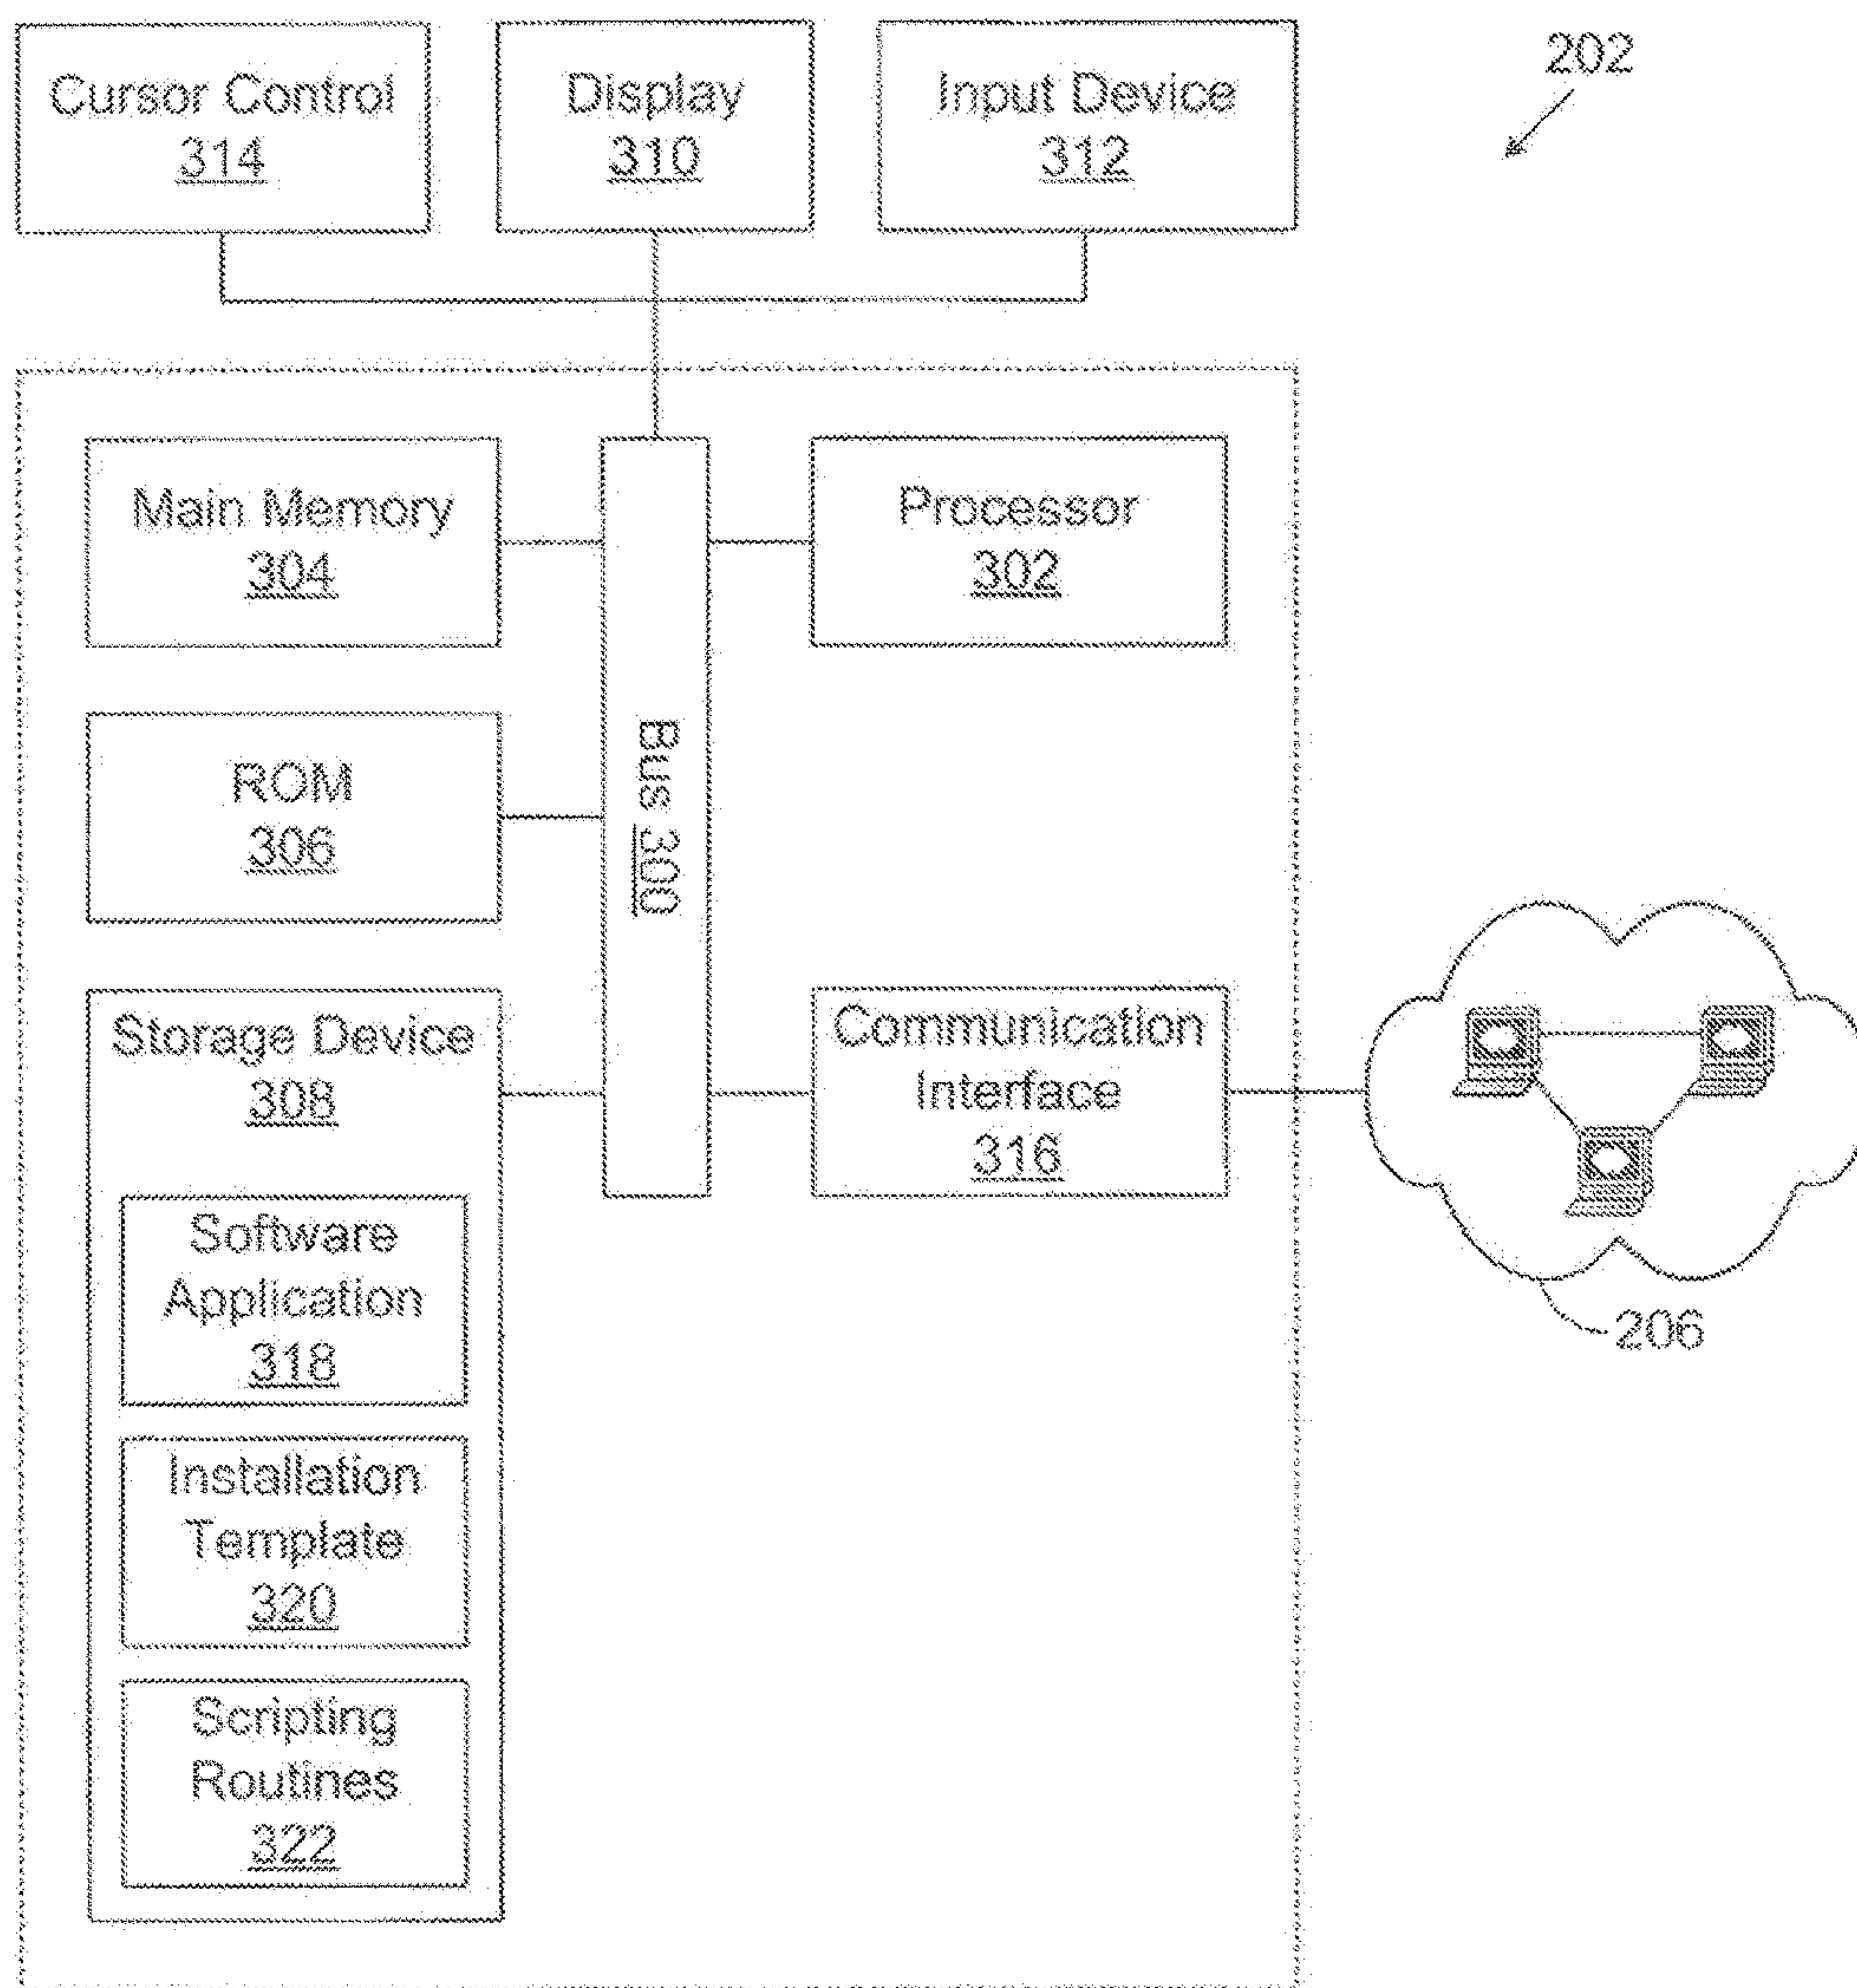 Cursor Control
314
Display
310
Input Device
312
202
Main Memory
304
Processor
302
ROM
306
Bus 300
Storage Device
308
Communication
Interface
316
Software
Application
318
Installation
Template
320
Scripting
Routines
322
206